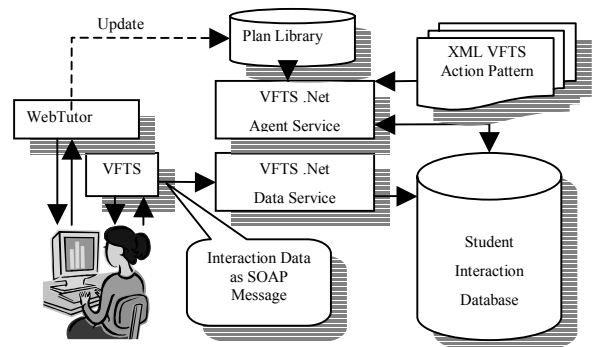 Update
Plan Library
XML VFTS
Action Pattern
VFTS .Net
Agent Service
WebTutor
VFTS
VFTS .Net
Data Service
Interaction Data
as SOAP
Message
Student
Interaction
Database